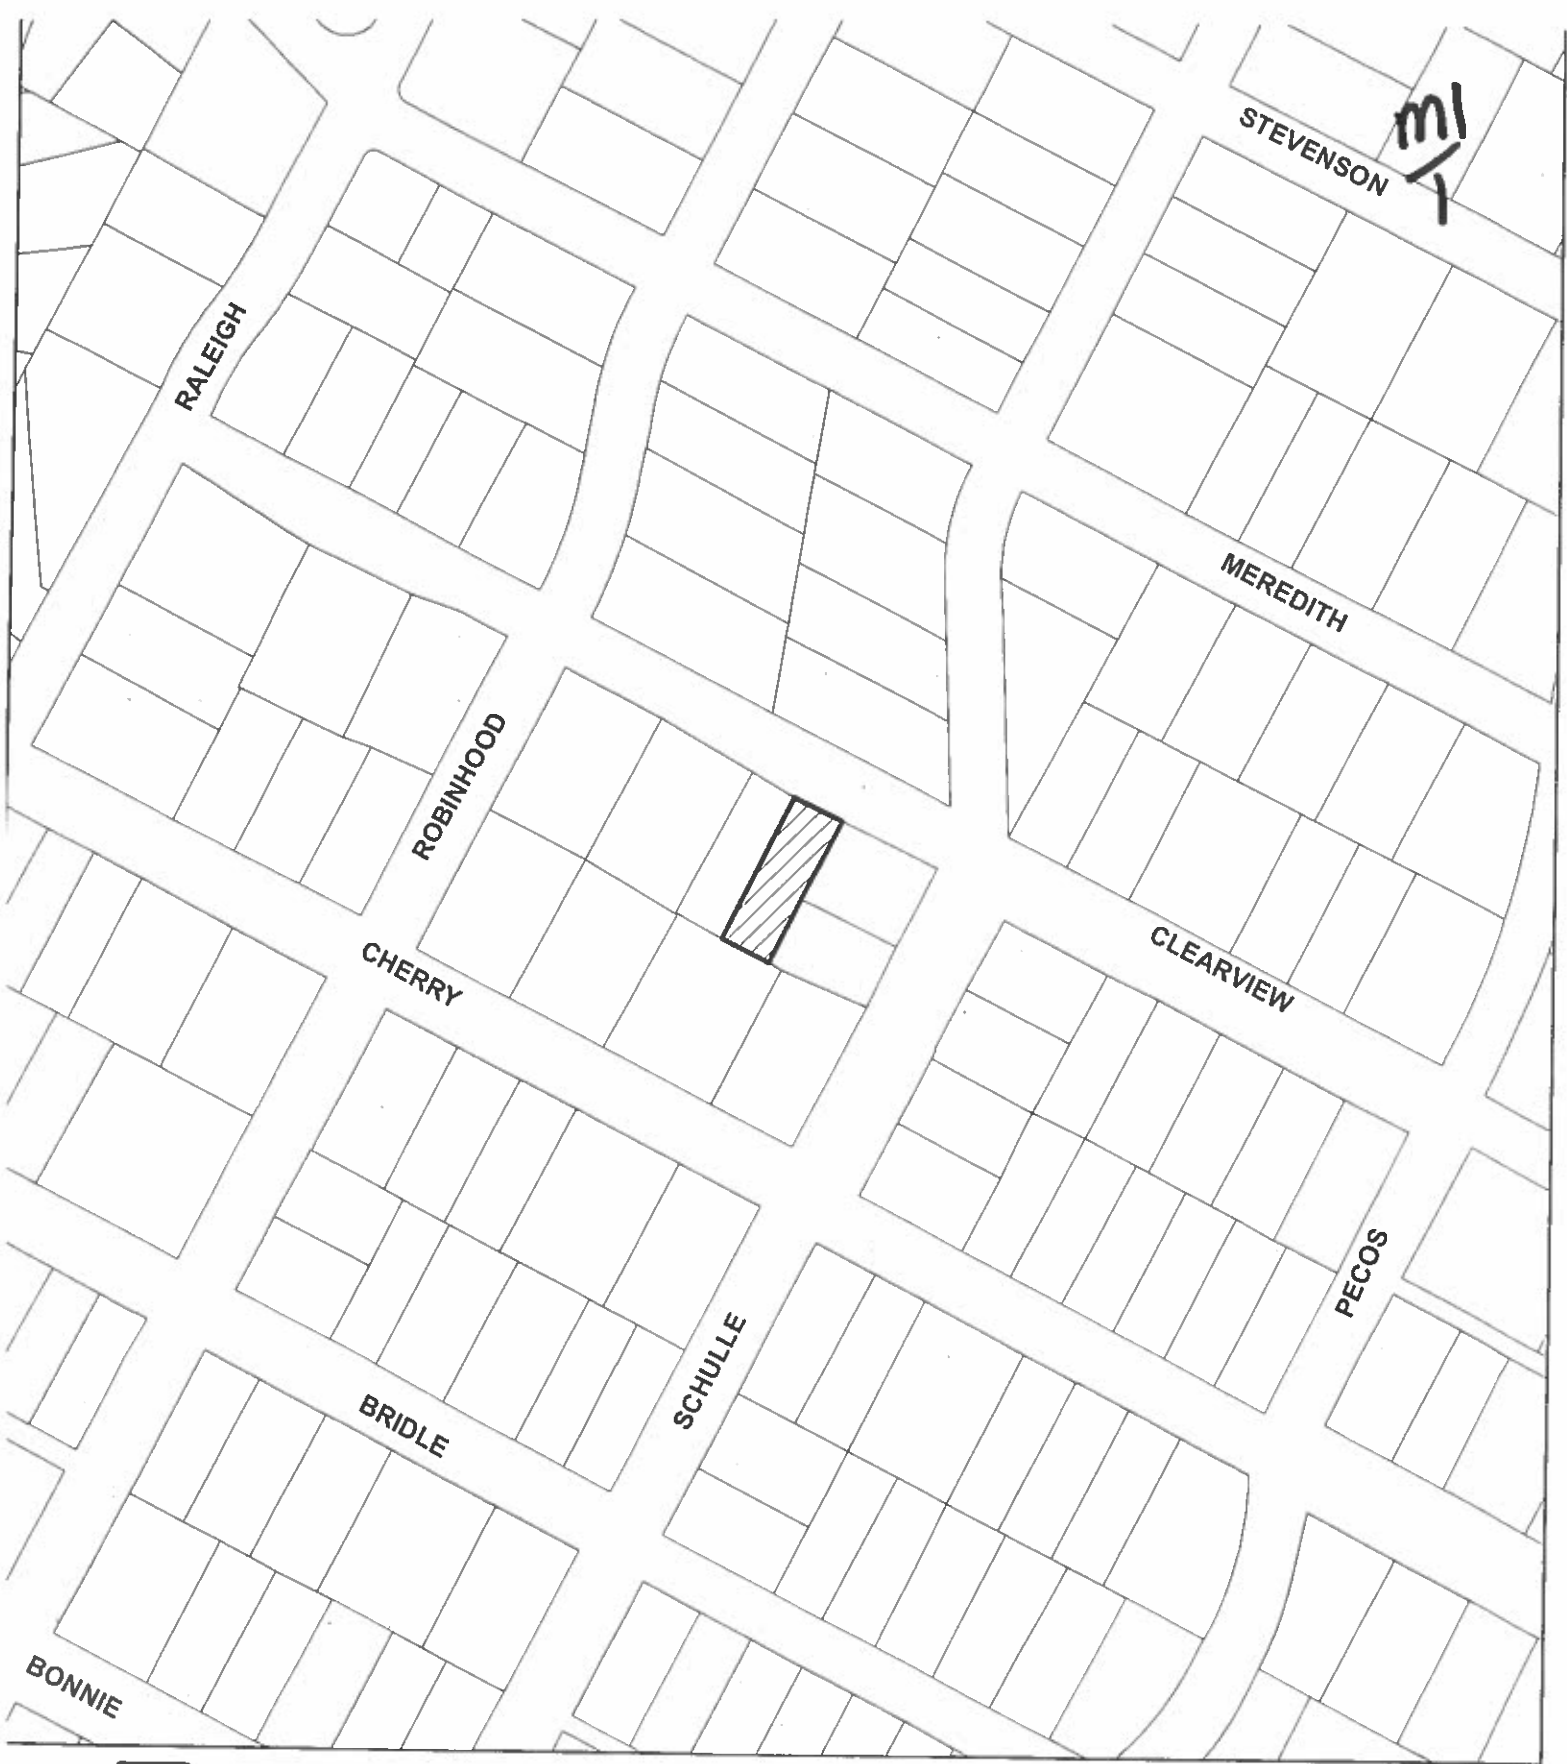 STEVENSON
m1
/
1
RALEIGH
MEREDITH
ROBINHOOD
CLEARVIEW
CHERRY
PECOS
SCHULLE
BRIDLE
BONNIE